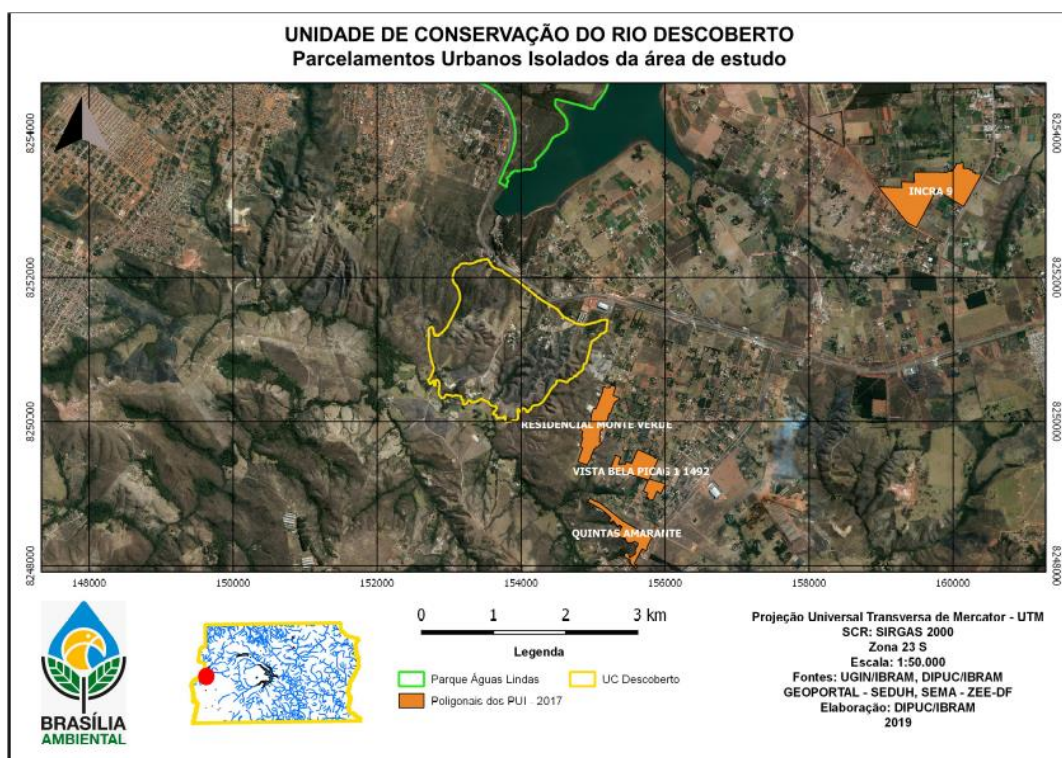 UNIDADE DE CONSERVAÇÃO DO RIO DESCOBERTO
Parcelamentos Urbanos Isolados da área de estudo
8254000
8254000
INCRA 9
8252000
8252000
8250000
8250000
RESIDENCIAL MONTE VERDE
VISTA BELA PICAG 1 1492
QUINTAS AMARANTE
8248000
8248000
148000
150000
152000
154000
156000
158000
160000
0 1 2 3 km
Legenda
Parque Águas Lindas
UC Descoberto
Poligonais dos PUI - 2017
BRASÍLIA
AMBIENTAL
Projeção Universal Transversa de Mercator - UTM
SCR: SIRGAS 2000
Zona 23 S
Escala: 1:50.000
Fontes: UGIN/IBRAM, DIPUC/IBRAM
GEOPORTAL - SEDUH, SEMA - ZEE-DF
Elaboração: DIPUC/IBRAM
2019